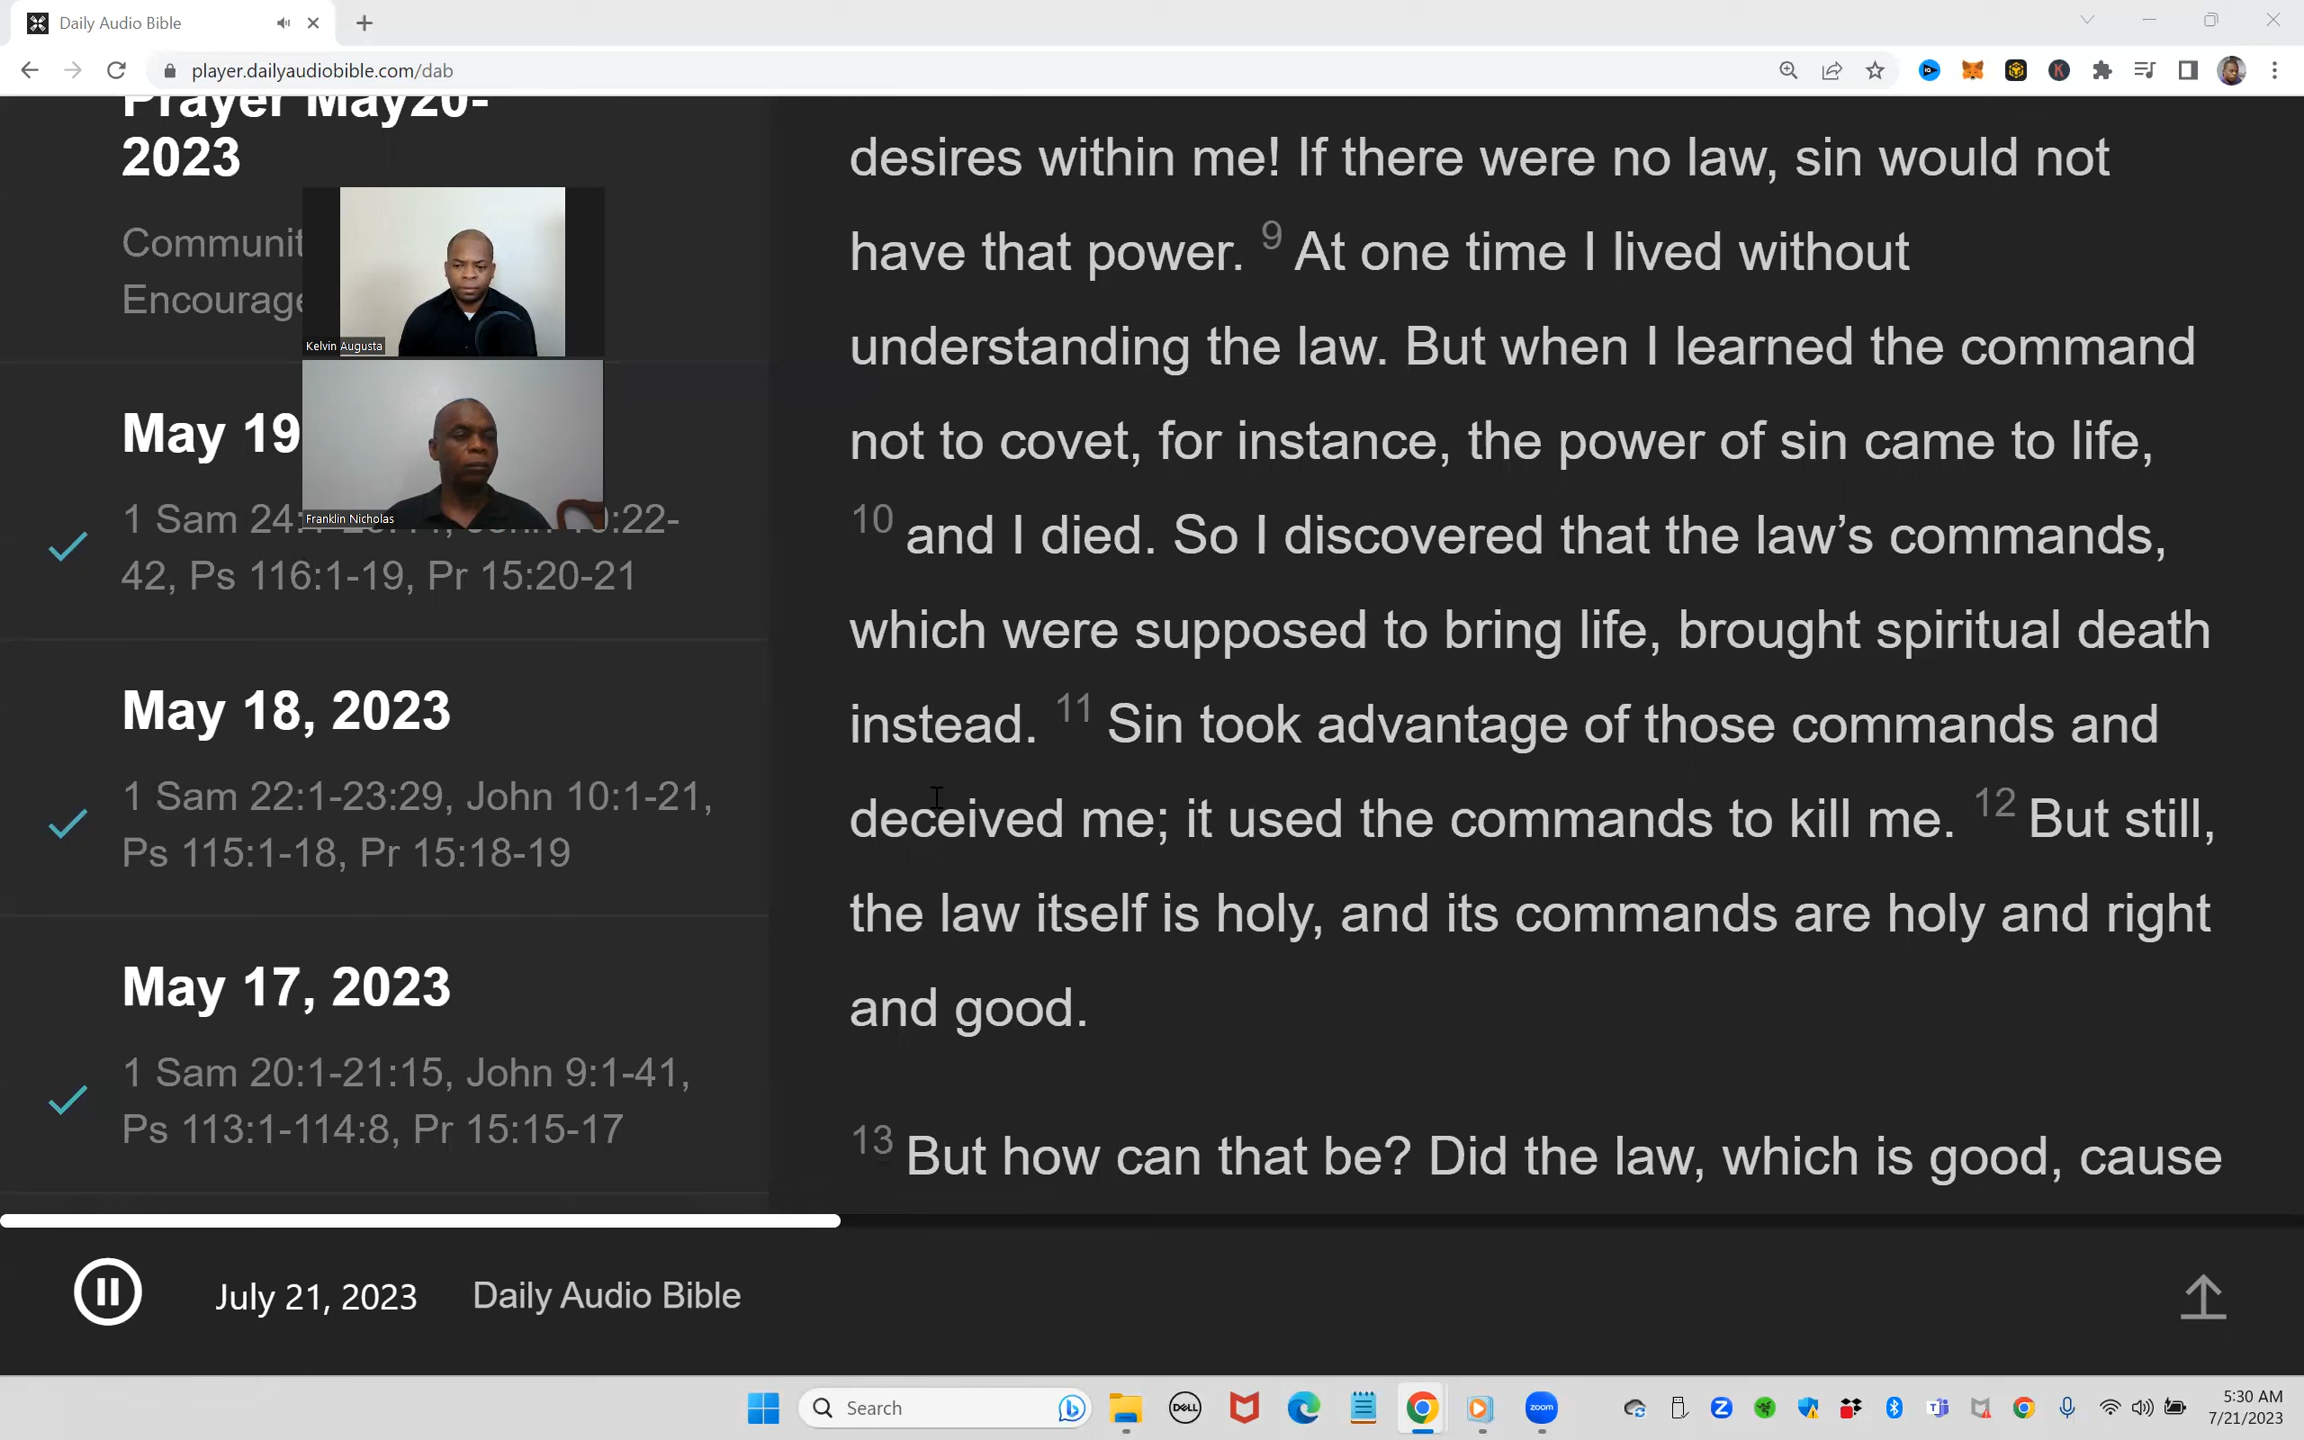 Daily Audio Bible
player.dailyaudiobible.com/dab
Prayer May20-
2023
Communit
Encourage
Kelvin Augusta
May 19
Franklin Nicholas
1 Sam 24: :22-
42, Ps 116:1-19, Pr 15:20-21
May 18, 2023
1 Sam 22:1-23:29, John 10:1-21,
Ps 115:1-18, Pr 15:18-19
May 17, 2023
1 Sam 20:1-21:15, John 9:1-41,
Ps 113:1-114:8, Pr 15:15-17
desires within me! If there were no law, sin would not
have that power. 9 At one time I lived without
understanding the law. But when I learned the command
not to covet, for instance, the power of sin came to life,
10 and I died. So I discovered that the law’s commands,
which were supposed to bring life, brought spiritual death
instead. 11 Sin took advantage of those commands and
deceived me; it used the commands to kill me. 12 But still,
the law itself is holy, and its commands are holy and right
and good.
13 But how can that be? Did the law, which is good, cause
July 21, 2023 Daily Audio Bible
Search
DELL
zoom
5:30 AM
7/21/2023